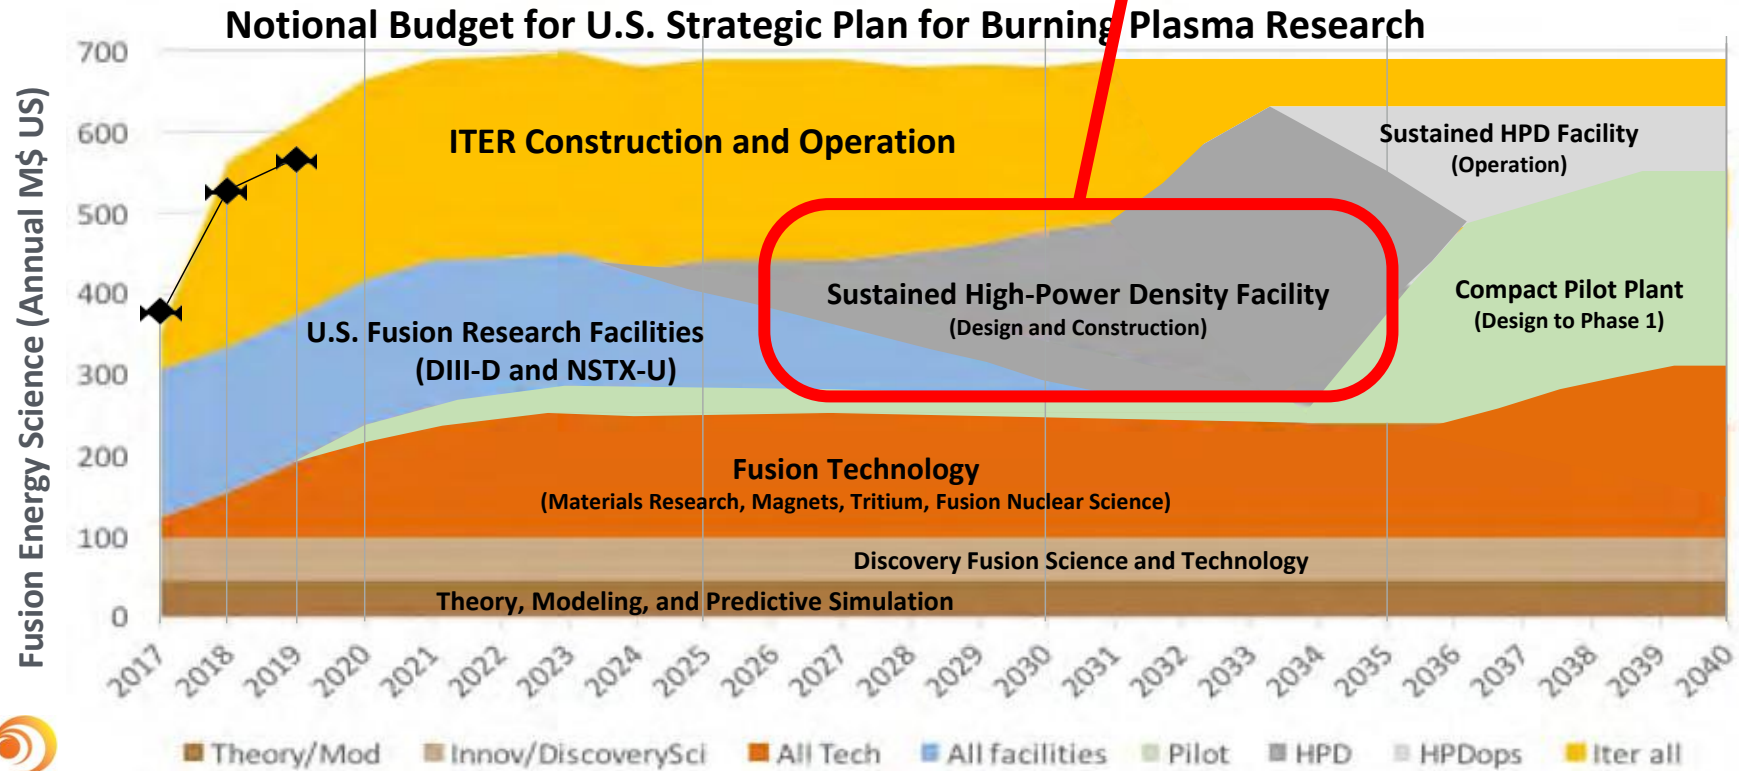 Notional Budget for U.S. Strategic Plan for Burning Plasma Research
Fusion Energy Science (Annual M$ US)
700
600
500
400
300
200
100
0
ITER Construction and Operation
Sustained HPD Facility
(Operation)
Sustained High-Power Density Facility
(Design and Construction)
Compact Pilot Plant
(Design to Phase 1)
U.S. Fusion Research Facilities
(DIII-D and NSTX-U)
Fusion Technology
(Materials Research, Magnets, Tritium, Fusion Nuclear Science)
Discovery Fusion Science and Technology
Theory, Modeling, and Predictive Simulation
2017 2018 2019 2020 2021 2022 2023 2024 2025 2026 2027 2028 2029 2030 2031 2032 2033 2034 2035 2036 2037 2038 2039 2040
Theory/Mod Innov/DiscoverySci All Tech All facilities Pilot HPD HPDops Iter all